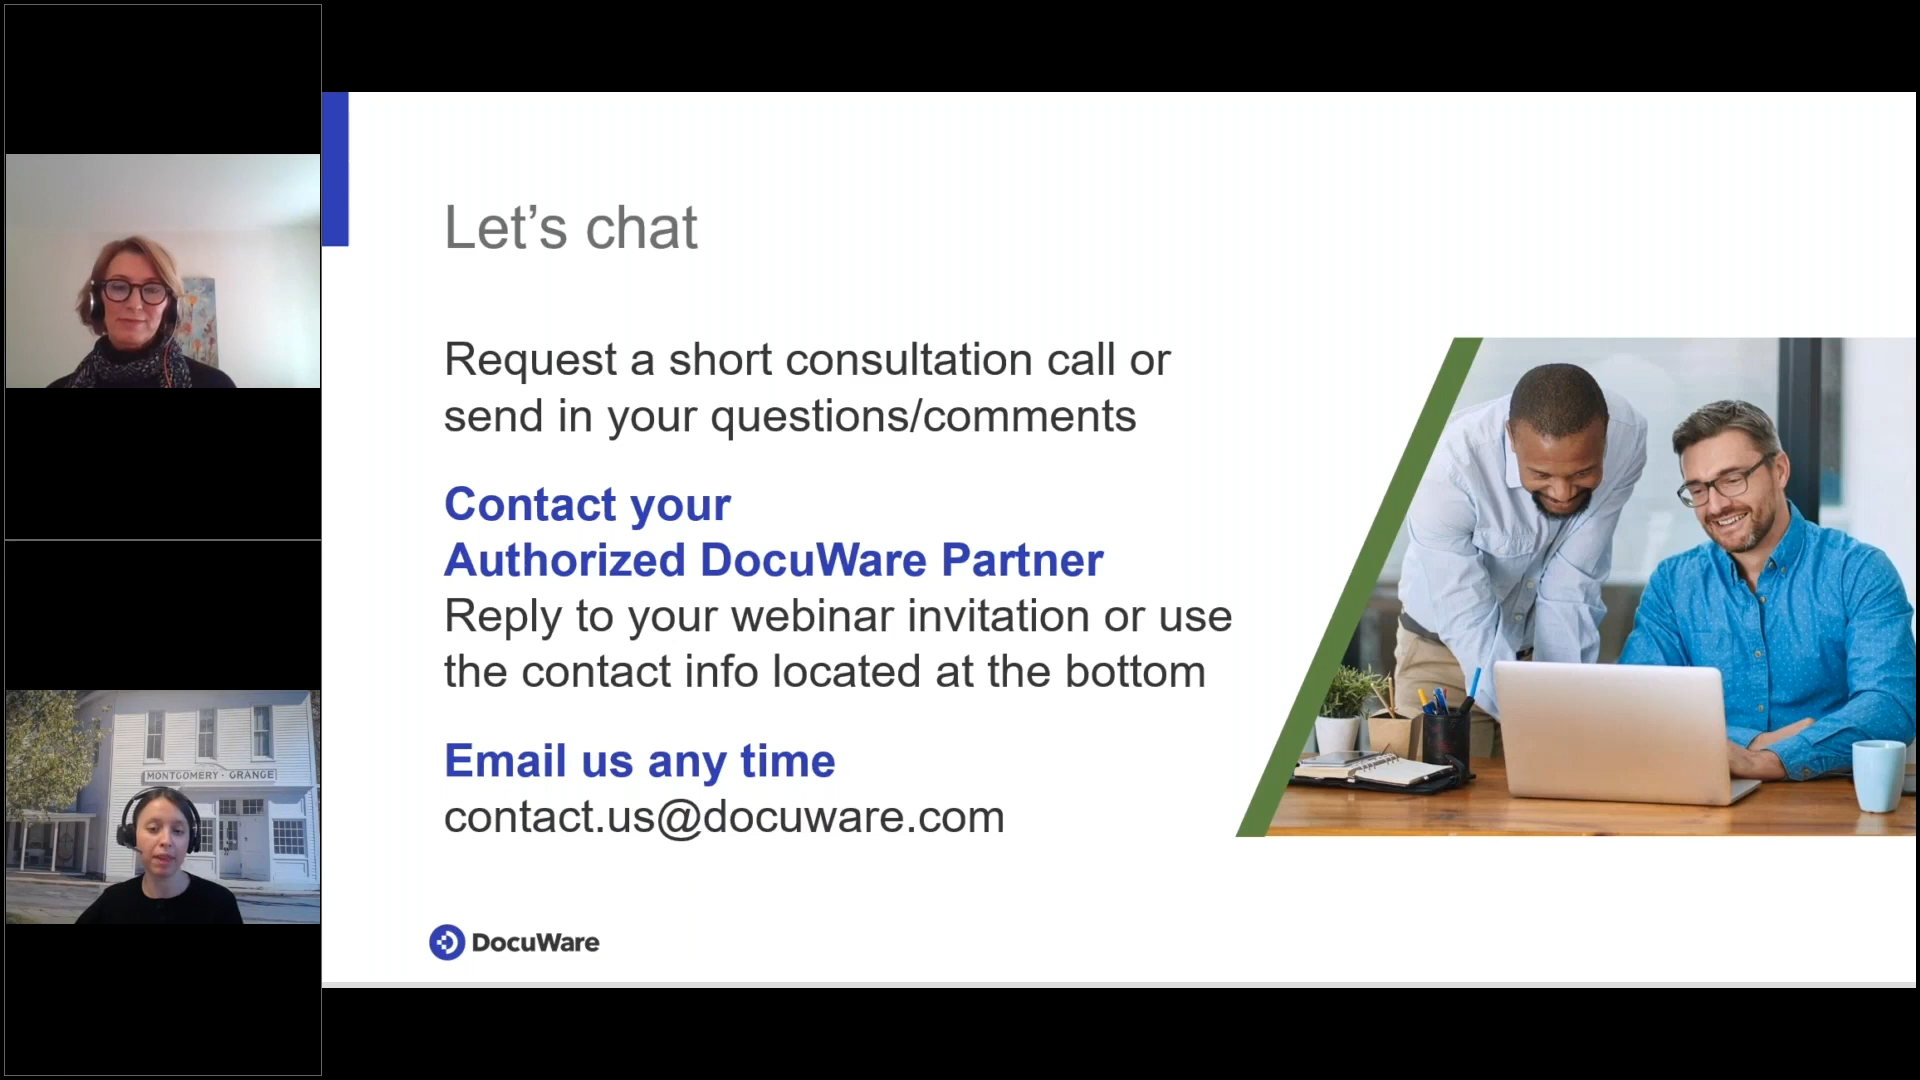 Let’s chat
Request a short consultation call or
send in your questions/comments
Contact your
Authorized DocuWare Partner
Reply to your webinar invitation or use
the contact info located at the bottom
Email us any time
contact.us@docuware.com
DocuWare
MONTGOMERY · GRANGE